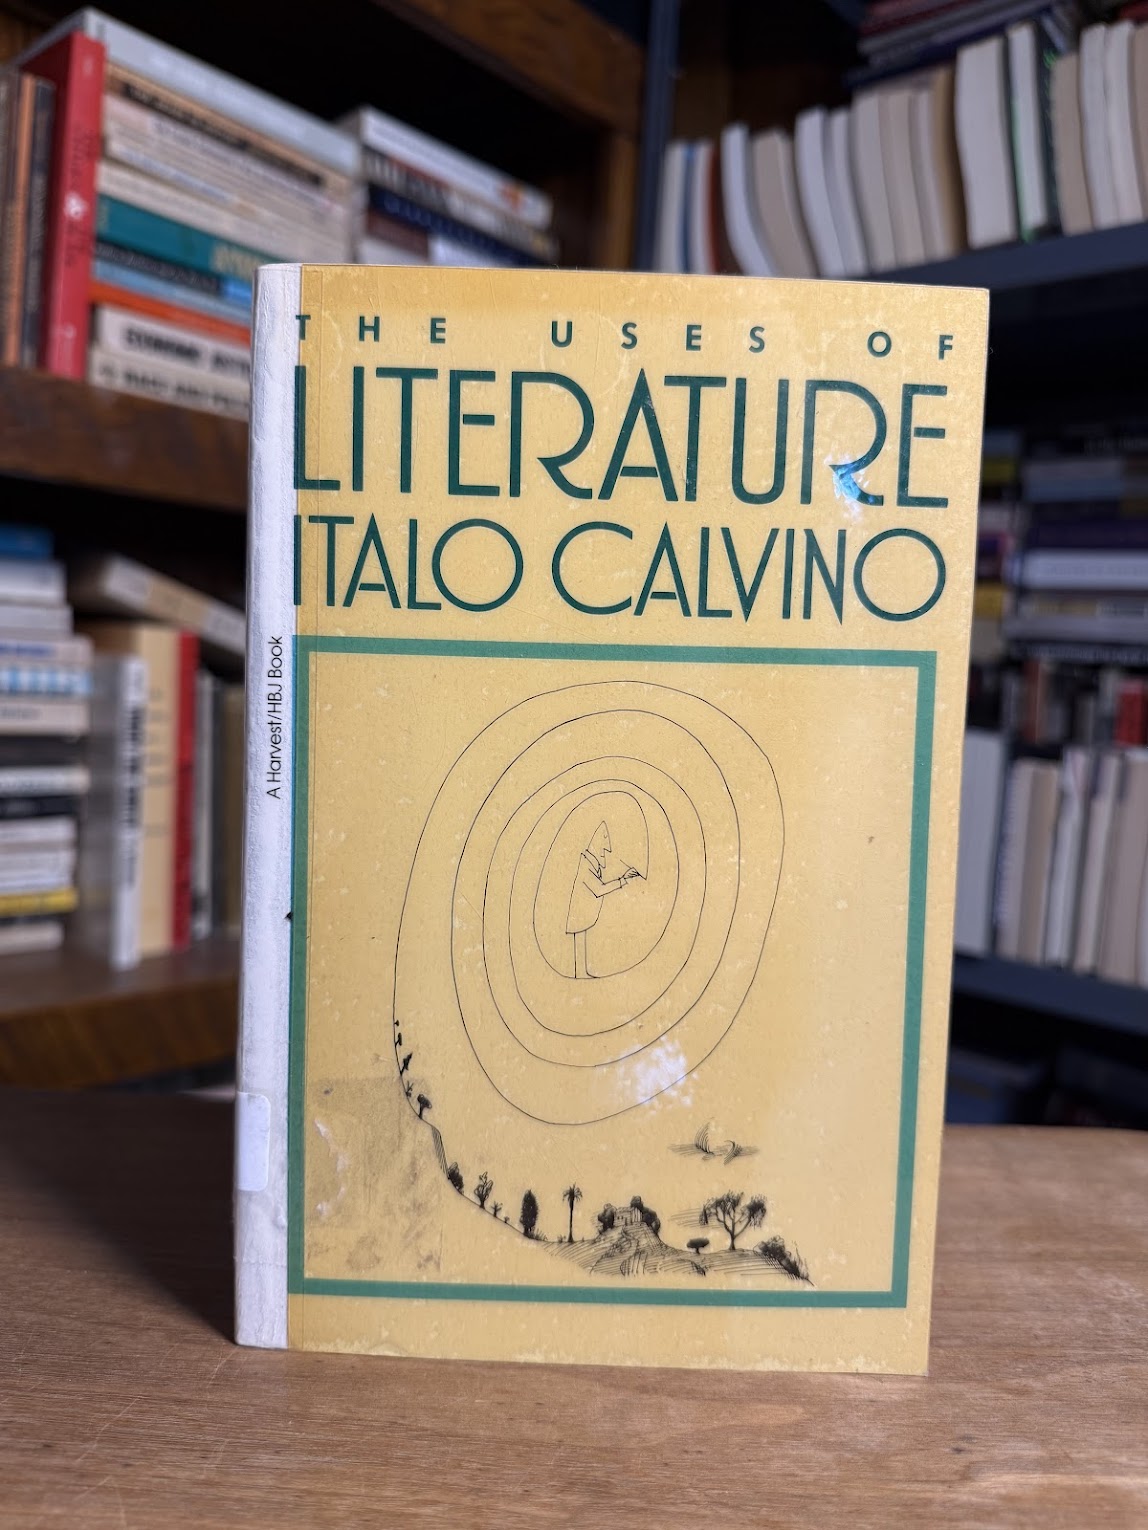 THE USES OF
LITERATURE
ITALO CALVINO
A Harvest/HBJ Book